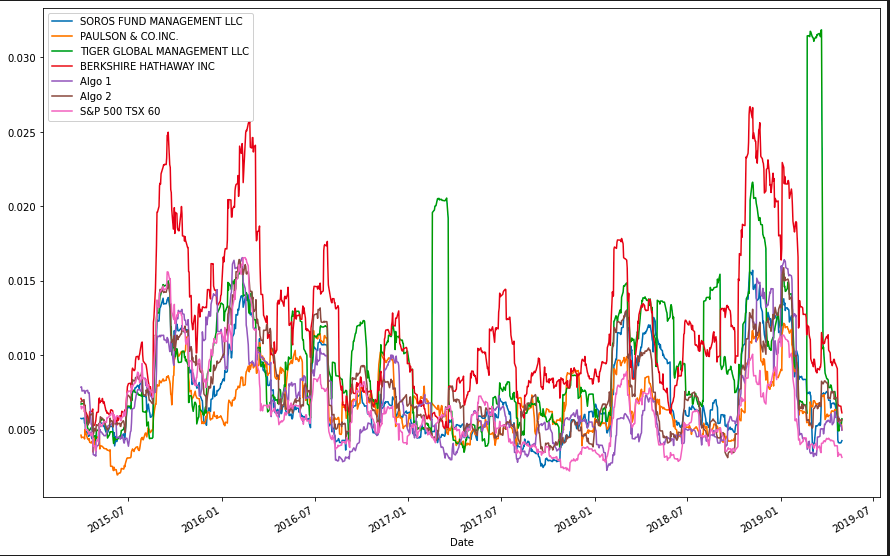 SOROS FUND MANAGEMENT LLC
PAULSON & CO.INC.
TIGER GLOBAL MANAGEMENT LLC
BERKSHIRE HATHAWAY INC
Algo 1
Algo 2
S&P 500 TSX 60
0.030
0.025
0.020
0.015
0.010
0.005
2015-07
2016-01
2016-07
2017-01
2017-07
2018-01
2018-07
2019-01
2019-07
Date